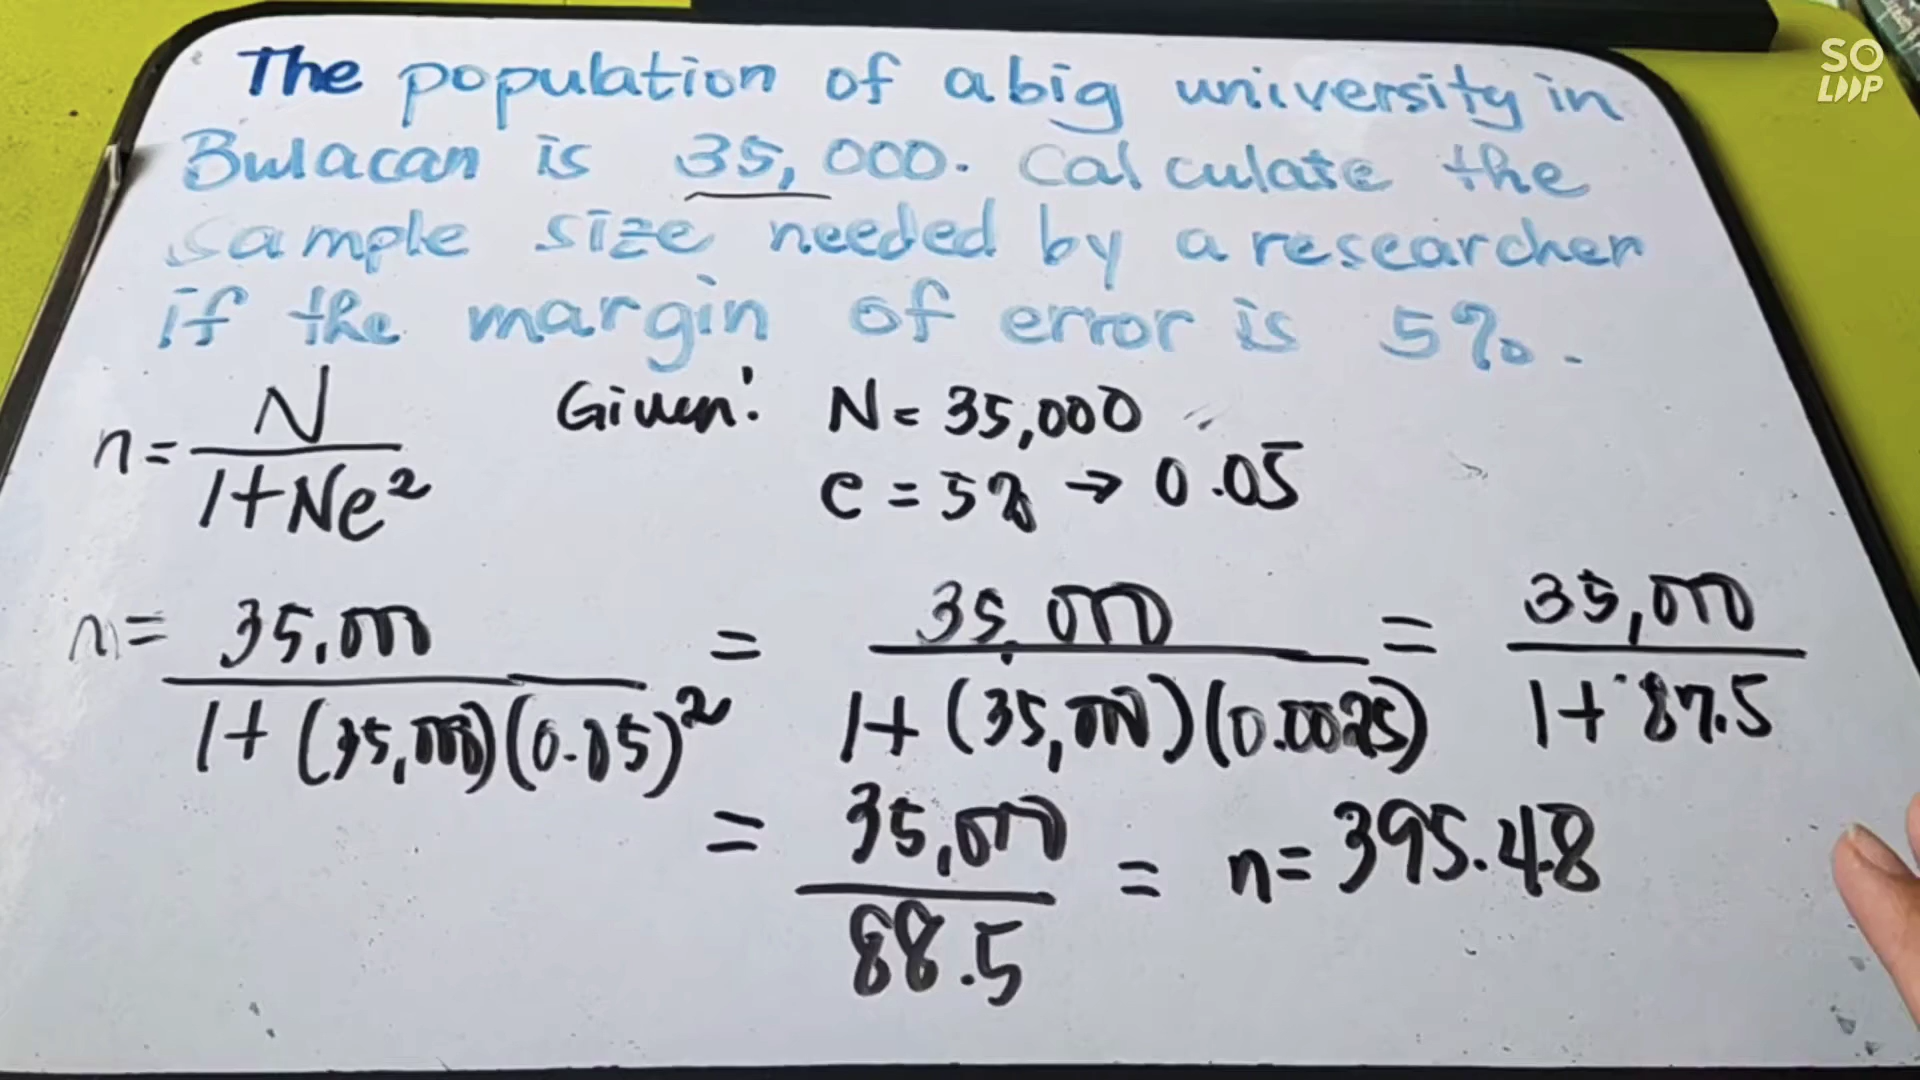 The population of a big university in
Bulacan is 35,000. Calculate the
sample size needed by a researcher
if the margin of error is 5%.
n = N / 1+Ne² Given: N = 35,000
e = 5% → 0.05
n = 35,000 / 1+(35,000)(0.05)² = 35,000 / 1+(35,000)(0.0025) = 35,000 / 1+87.5
= 35,000 / 88.5 = n = 395.48
SO
LOOP